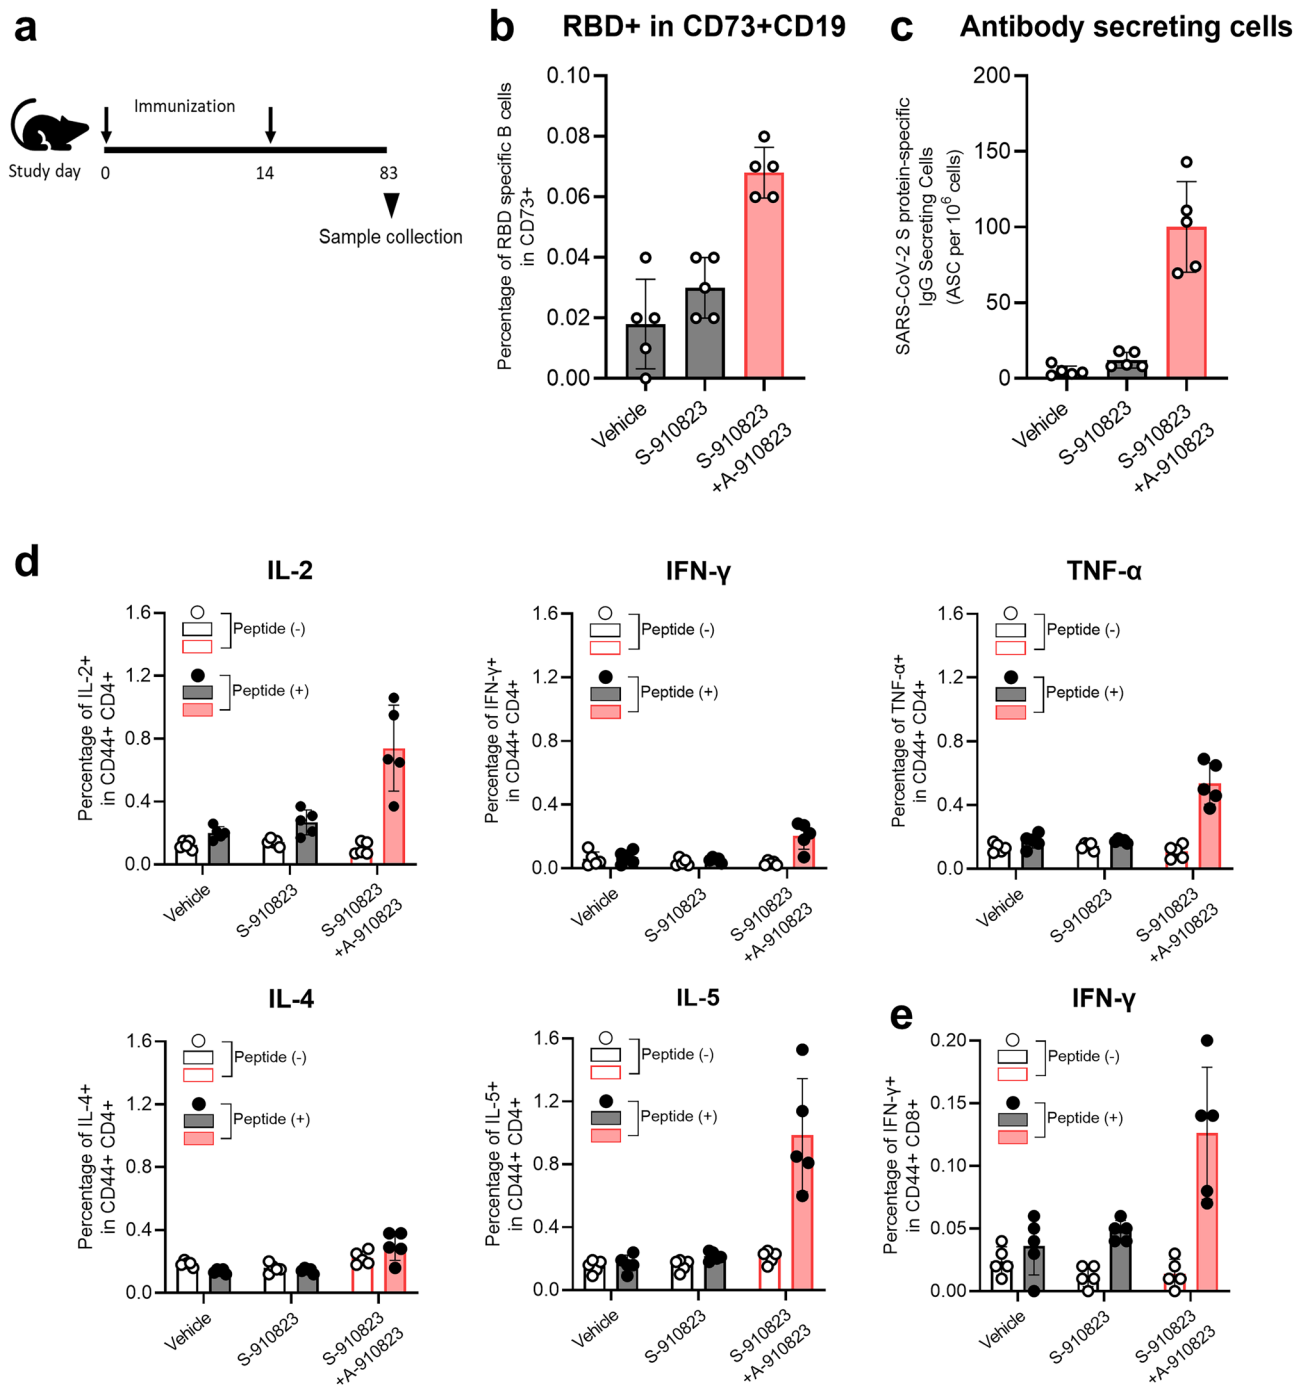 a
Immunization
Study day
0
14
83
Sample collection
b
RBD+ in CD73+CD19
Percentage of RBD specific B cells
in CD73+
0.10
0.08
0.06
0.04
0.02
0.00
Vehicle
S-910823
S-910823
+A-910823
c
Antibody secreting cells
SARS-CoV-2 S protein-specific
IgG Secreting Cells
(ASC per 10⁶ cells)
200
150
100
50
0
Vehicle
S-910823
S-910823
+A-910823
d
IL-2
Percentage of IL-2+
in CD44+ CD4+
1.6
1.2
0.8
0.4
0.0
Peptide (-)
Peptide (+)
Vehicle
S-910823
S-910823
+A-910823
IFN-γ
Percentage of IFN-γ+
in CD44+ CD4+
1.6
1.2
0.8
0.4
0.0
Peptide (-)
Peptide (+)
Vehicle
S-910823
S-910823
+A-910823
TNF-α
Percentage of TNF-α+
in CD44+ CD4+
1.6
1.2
0.8
0.4
0.0
Peptide (-)
Peptide (+)
Vehicle
S-910823
S-910823
+A-910823
IL-4
Percentage of IL-4+
in CD44+ CD4+
1.6
1.2
0.8
0.4
0.0
Peptide (-)
Peptide (+)
Vehicle
S-910823
S-910823
+A-910823
IL-5
Percentage of IL-5+
in CD44+ CD4+
1.6
1.2
0.8
0.4
0.0
Peptide (-)
Peptide (+)
Vehicle
S-910823
S-910823
+A-910823
e
IFN-γ
Percentage of IFN-γ+
in CD44+ CD8+
0.20
0.15
0.10
0.05
0.00
Peptide (-)
Peptide (+)
Vehicle
S-910823
S-910823
+A-910823